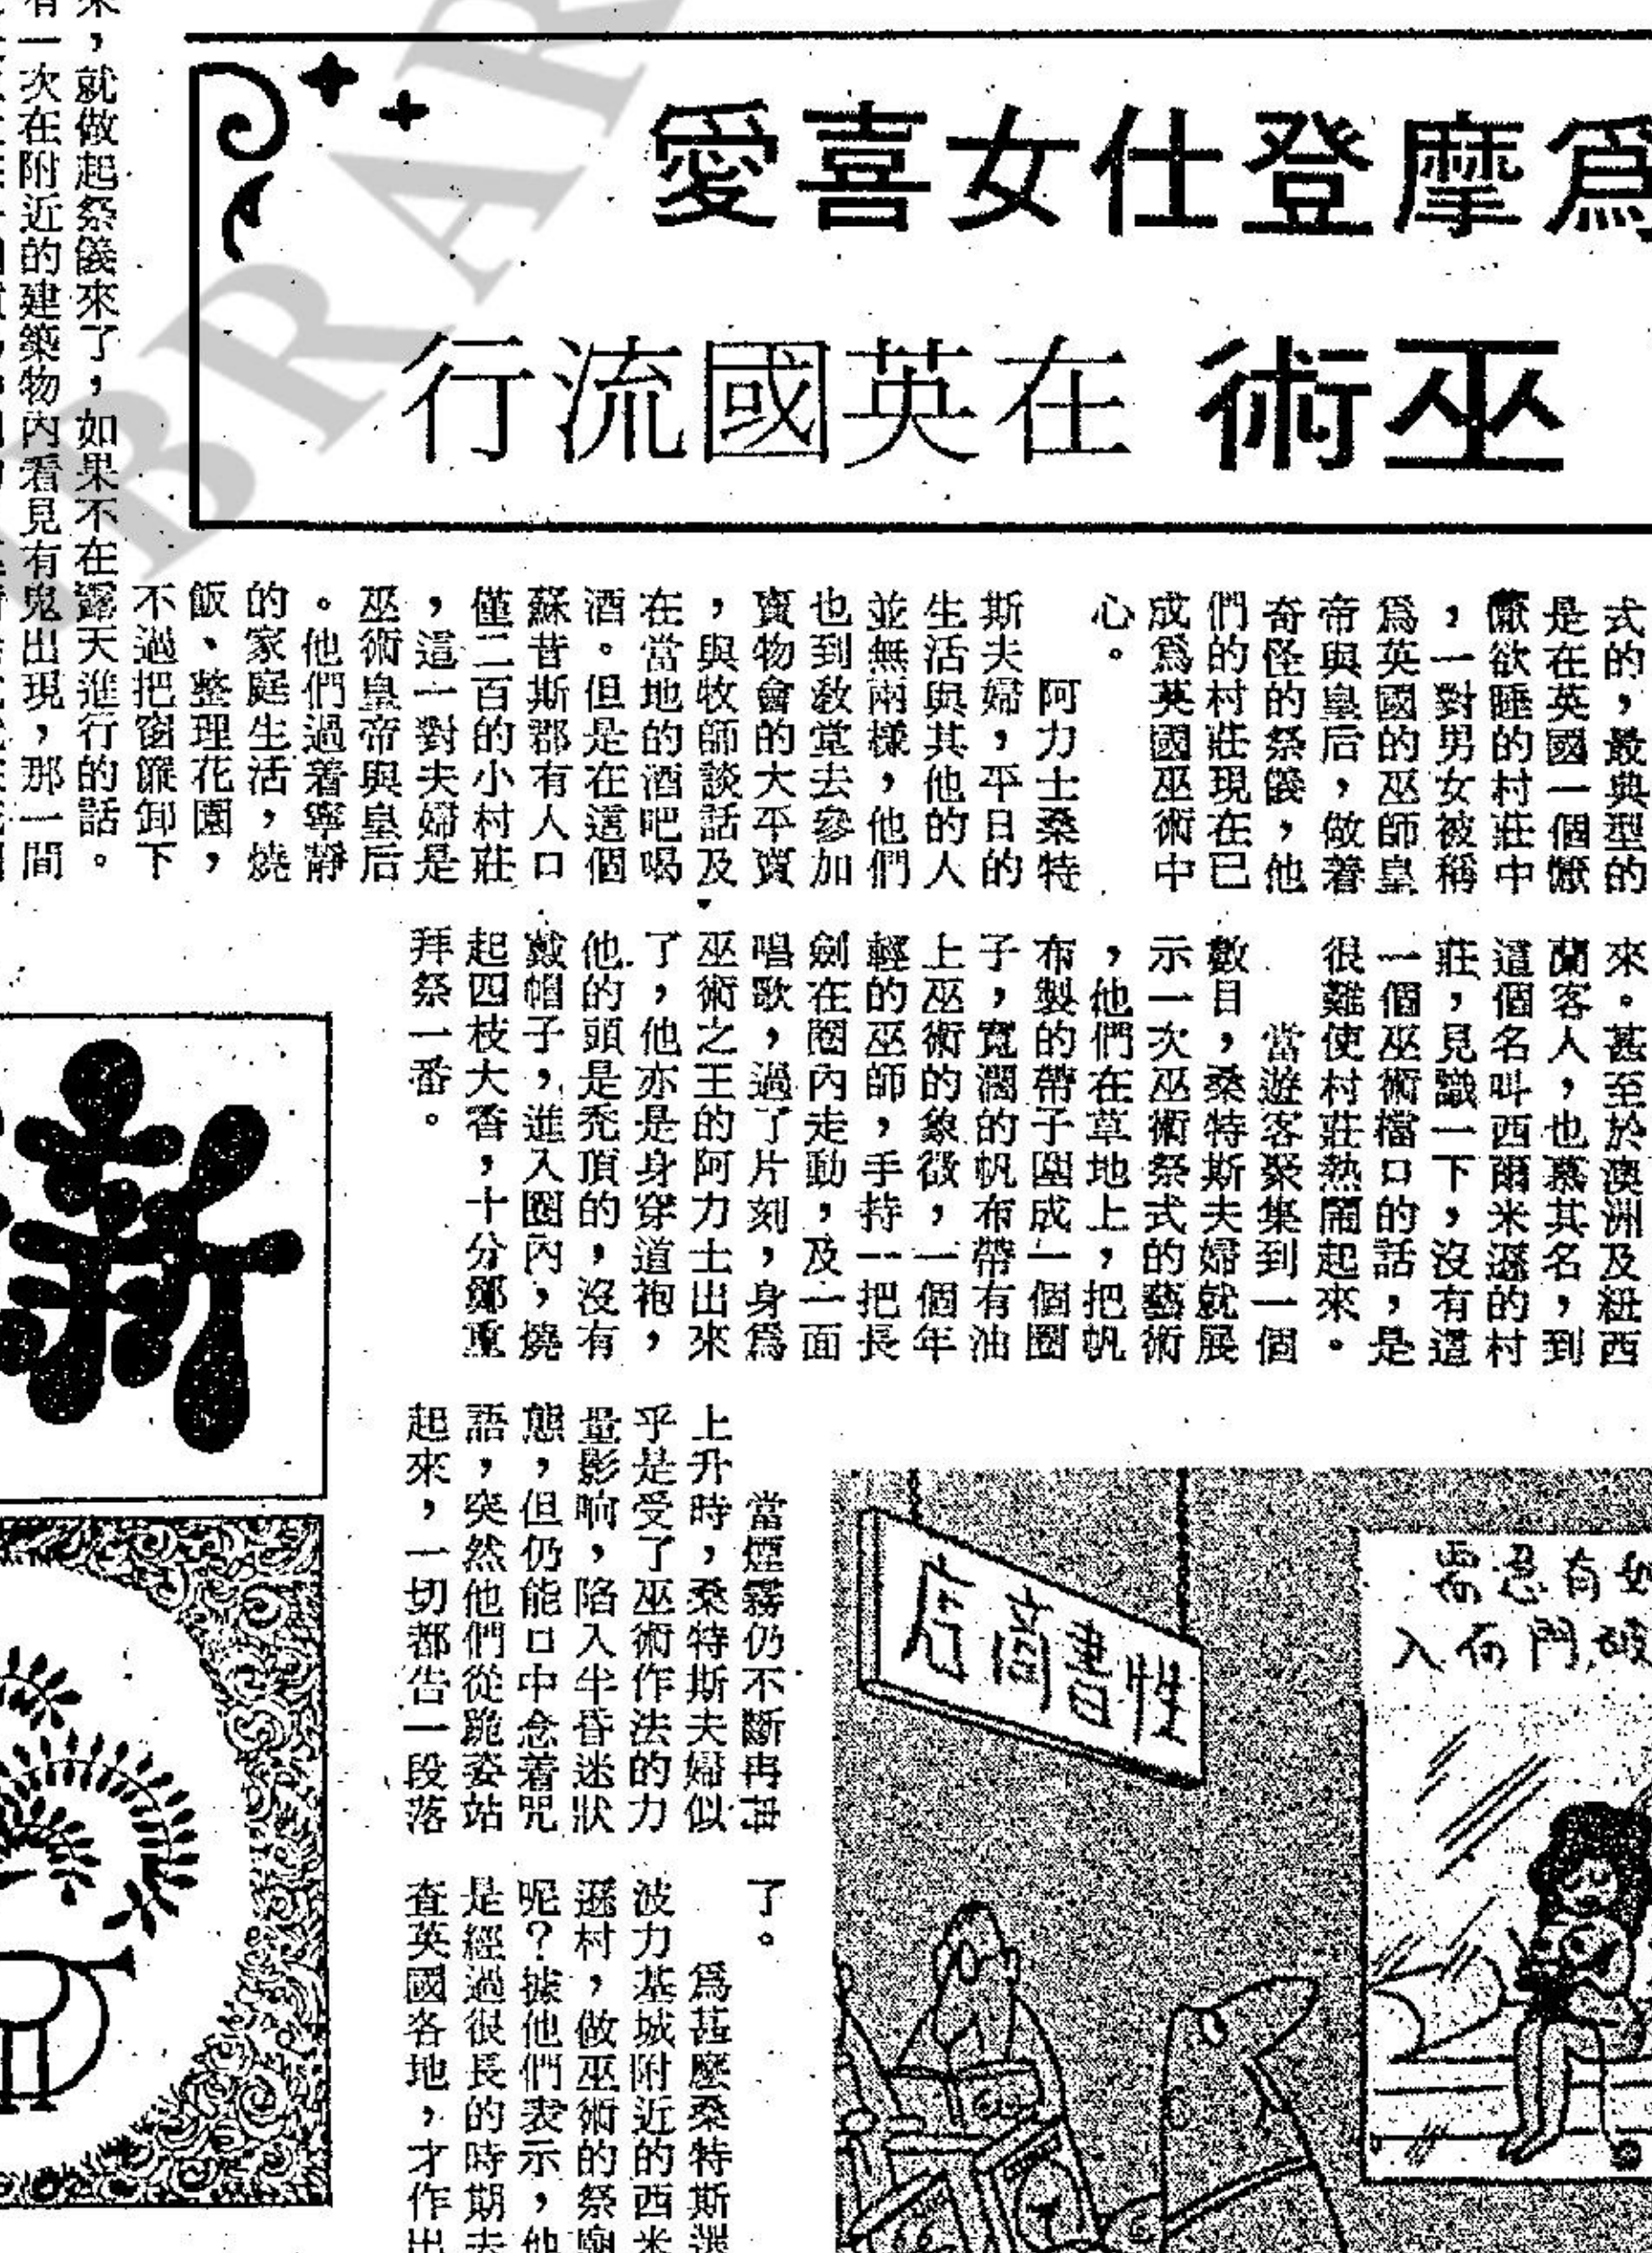 爲摩登仕女喜愛
巫術在英國流行
式的，最典型的
是在英國一個懨
懨欲睡的村莊中
，一對男女被稱
爲英國的巫師皇
帝與皇后，做着
奇怪的祭儀，他
們的村莊現在已
成爲英國巫術中
心。
阿力士桑特
斯夫婦，平日的
生活與其他的人
並無兩樣，他們
也到敎堂去參加
賣物會的大平賣
，與牧師談話及
在當地的酒吧喝
酒。但是在這個
蘇昔斯郡有人口
僅二百的小村莊
，這一對夫婦是
巫術皇帝與皇后
。他們過着寧靜
的家庭生活，燒
飯、整理花園，
不過把窗簾卸下
來，就做起祭儀來了，如果不在露天進行的話。
有一次在附近的建築物內看見有鬼出現，那一間
來。甚至於澳洲及紐西
蘭客人，也慕其名，到
這個名叫西爾米遜的村
莊，見識一下，沒有這
一個巫術檔口的話，是
很難使村莊熱鬧起來。
當遊客聚集到一個
數目，桑特斯夫婦就展
示一次巫術祭式的藝術
，他們在草地上，把帆
布製的帶子圍成一個圈
子，寬濶的帆布帶有油
上巫術的象徵，一個年
輕的巫師，手持一把長
劍在圈內走動，及一面
唱歌，過了片刻，身爲
巫術之王的阿力士出來
了，他亦是身穿道袍，
他的頭是禿頂的，沒有
戴帽子，進入圈內，燒
起四枝大香，十分鄭重
拜祭一番。
當煙霧仍不斷冉冉
上升時，桑特斯夫婦似
乎是受了巫術作法的力
量影响，陷入半昏迷狀
態，但仍能口中念着咒
語，突然他們從跪姿站
起來，一切都告一段落
了。
爲甚麼桑特斯選
波力基城附近的西米
遜村，做巫術的祭廟
呢？據他們表示，他
是經過很長的時期去
查英國各地，才作出
新
性書商店
如有急需
破門而入